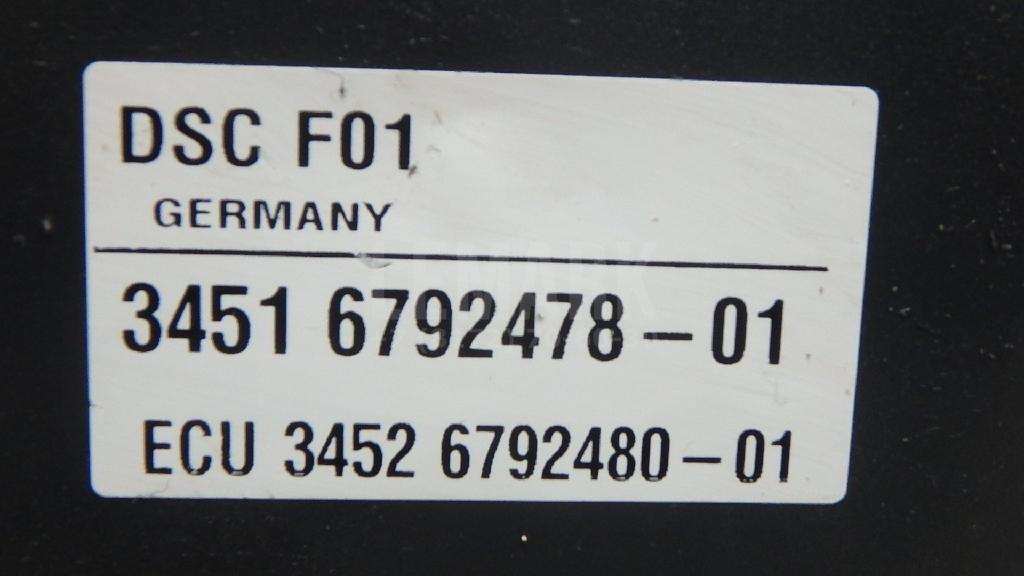 DSC F01
GERMANY
3451 6792478-01
ECU 3452 6792480-01